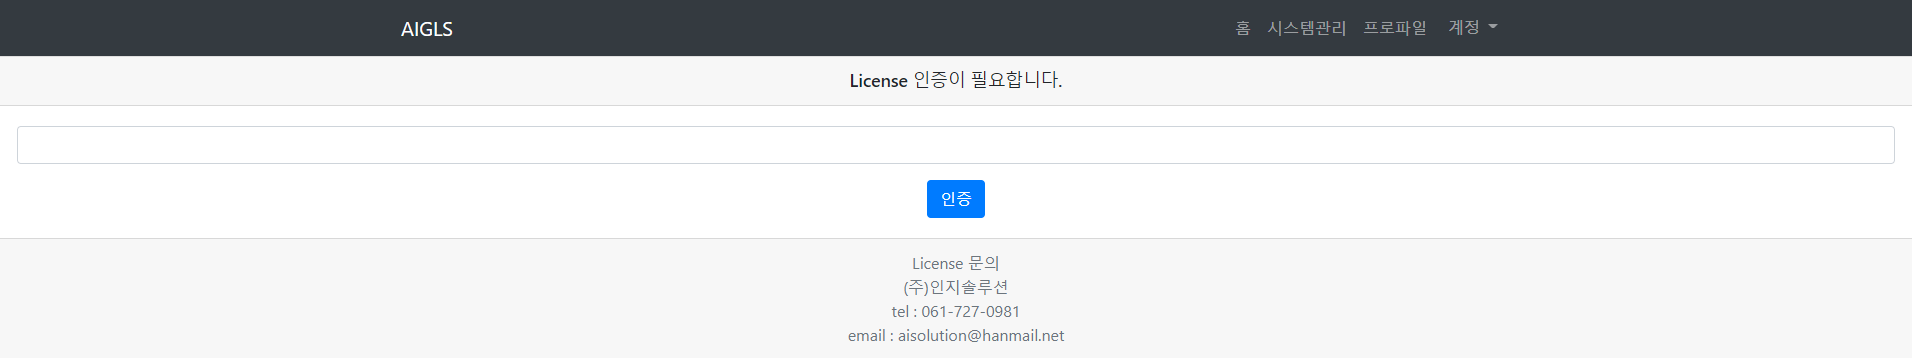 AIGLS 홈 시스템관리 프로파일 계정
License 인증이 필요합니다.
인증
License 문의
(주)인지솔루션
tel : 061-727-0981
email : aisolution@hanmail.net